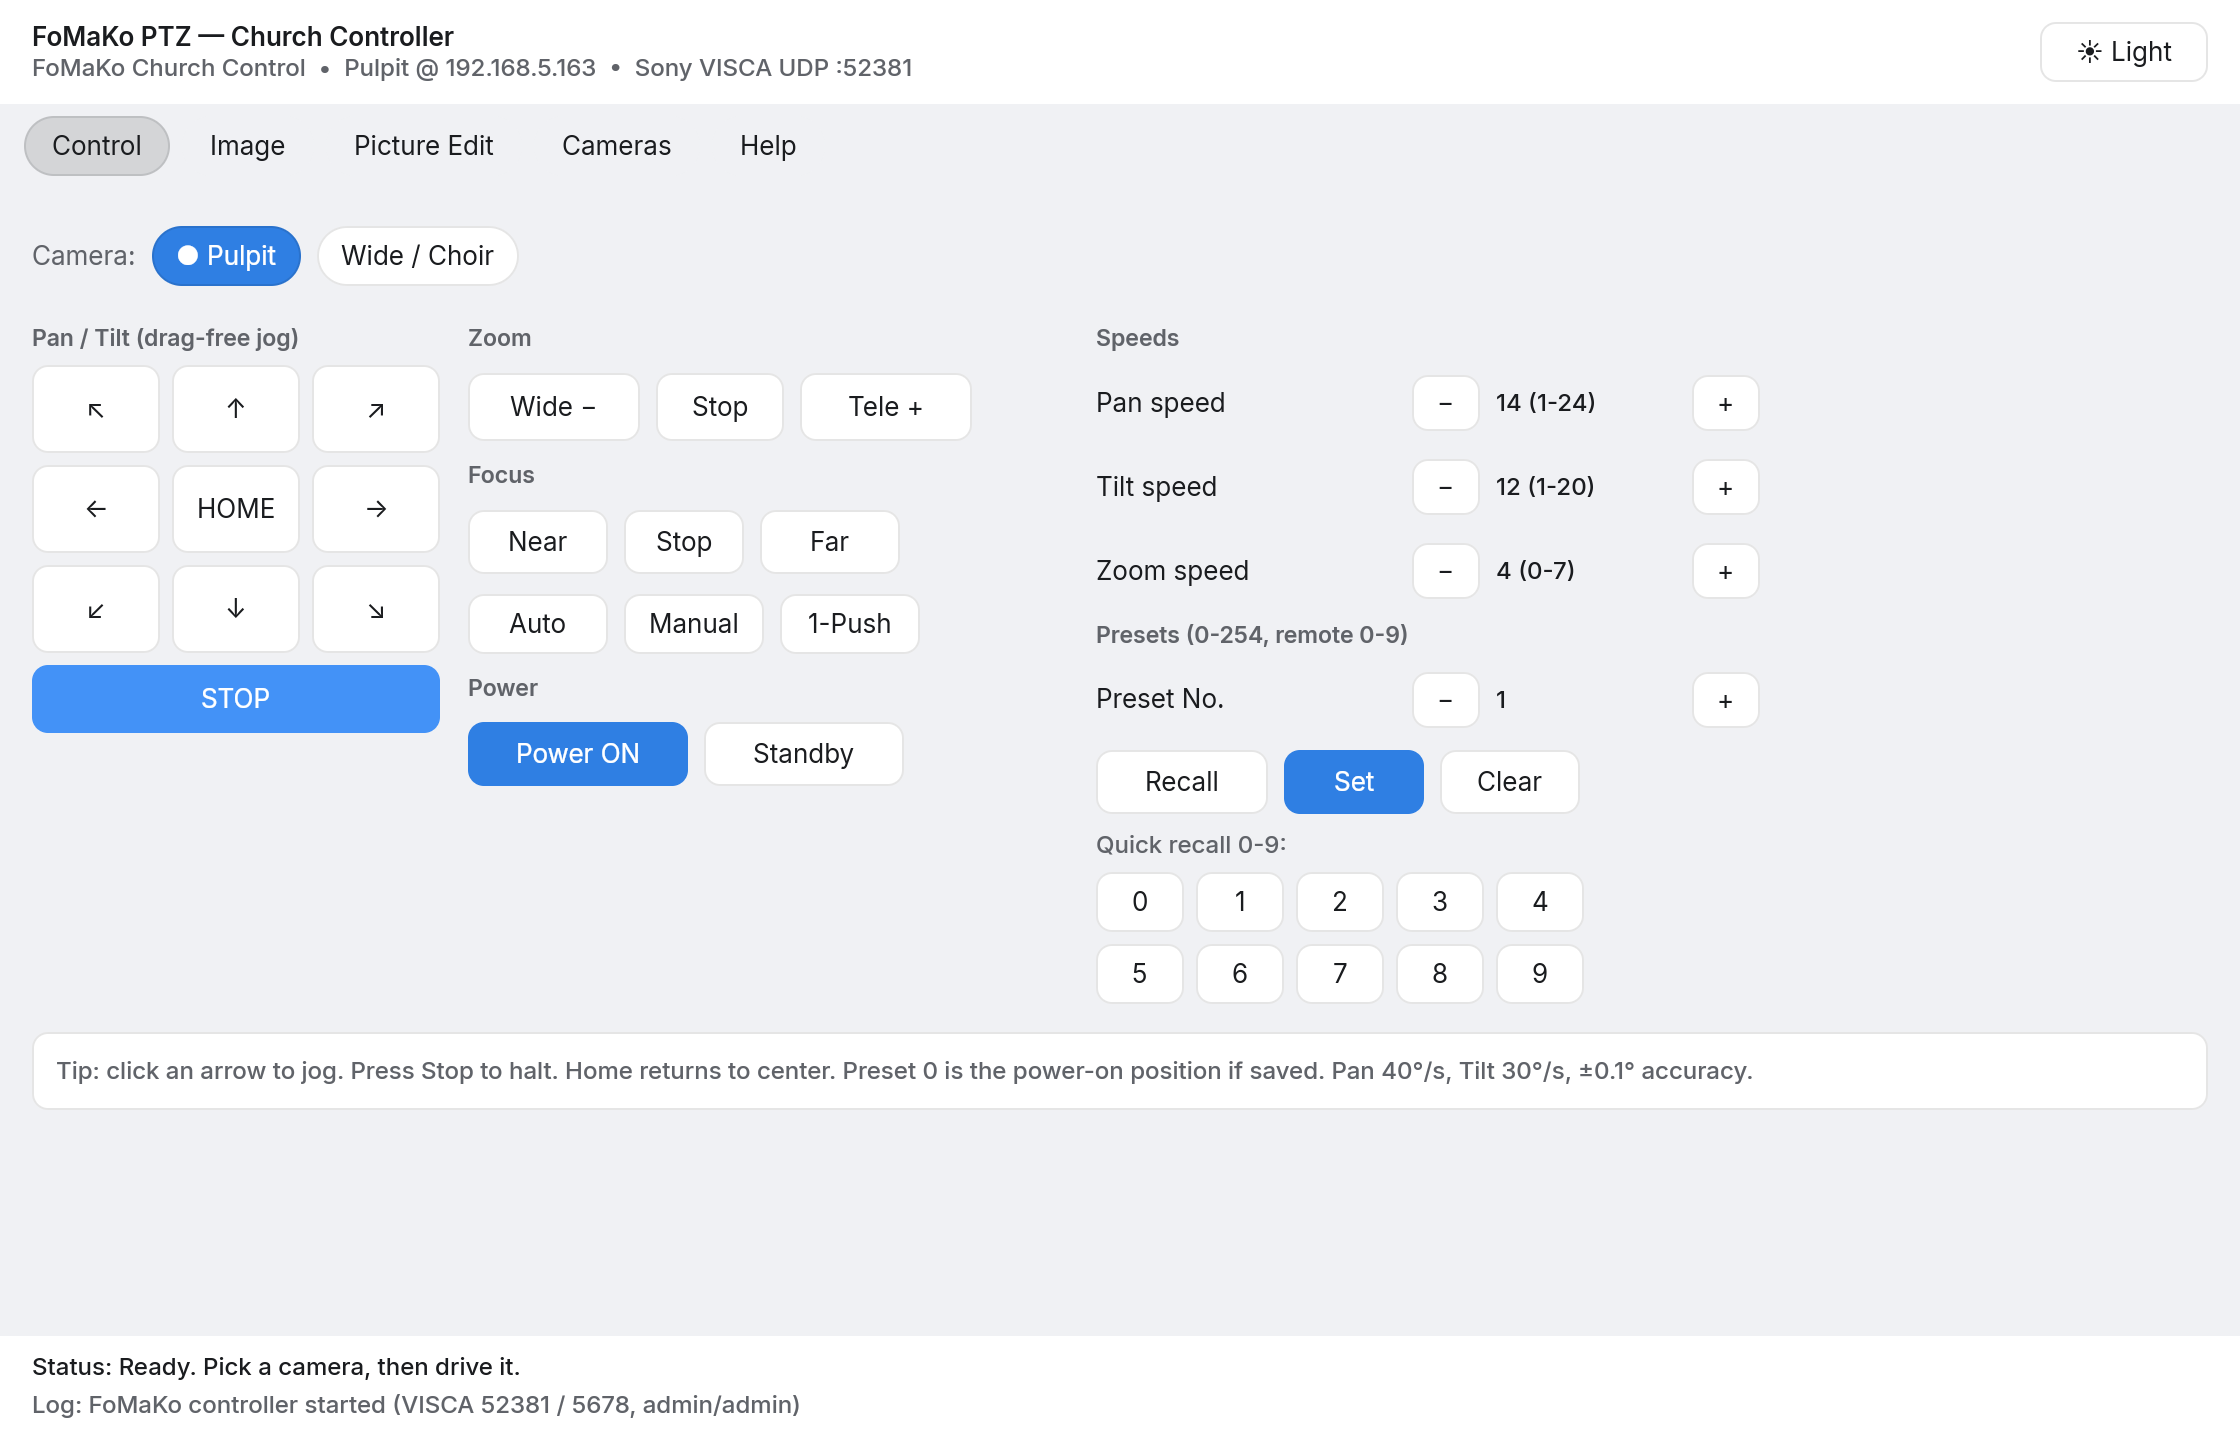 FoMaKo PTZ — Church Controller
FoMaKo Church Control • Pulpit @ 192.168.5.163 • Sony VISCA UDP :52381
☀ Light
Control Image Picture Edit Cameras Help
Camera: Pulpit Wide / Choir
Pan / Tilt (drag-free jog)
↖ ↑ ↗
← HOME →
↙ ↓ ↘
STOP
Zoom
Wide − Stop Tele +
Focus
Near Stop Far
Auto Manual 1-Push
Power
Power ON Standby
Speeds
Pan speed − 14 (1-24) +
Tilt speed − 12 (1-20) +
Zoom speed − 4 (0-7) +
Presets (0-254, remote 0-9)
Preset No. − 1 +
Recall Set Clear
Quick recall 0-9:
0 1 2 3 4
5 6 7 8 9
Tip: click an arrow to jog. Press Stop to halt. Home returns to center. Preset 0 is the power-on position if saved. Pan 40°/s, Tilt 30°/s, ±0.1° accuracy.
Status: Ready. Pick a camera, then drive it.
Log: FoMaKo controller started (VISCA 52381 / 5678, admin/admin)